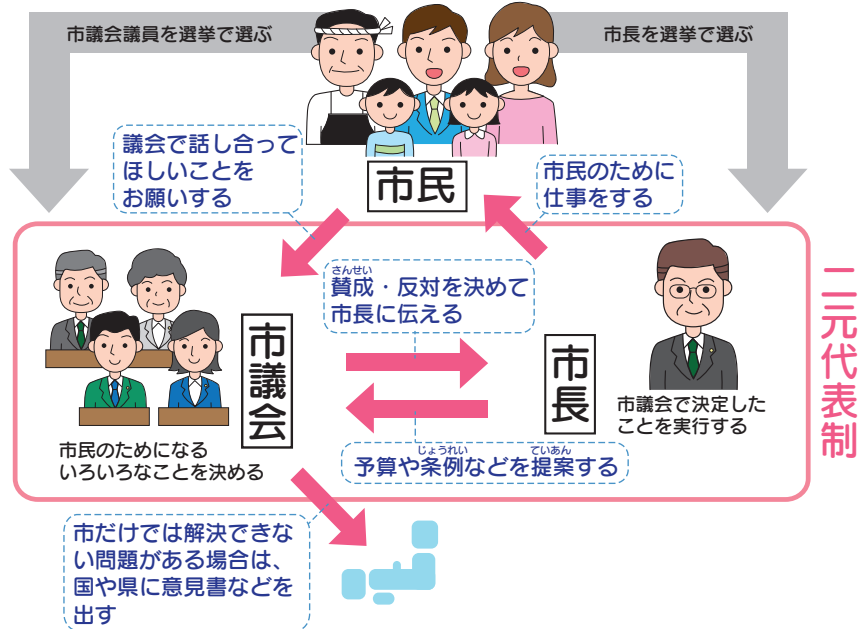 市議会議員を選挙で選ぶ
市長を選挙で選ぶ
議会で話し合って
ほしいことを
お願いする
市民
市民のために
仕事をする
さんせい
賛成・反対を決めて
市長に伝える
市議会
市長
市民のためになる
いろいろなことを決める
市議会で決定した
ことを実行する
じょうれい ていあん
予算や条例などを提案する
二元代表制
市だけでは解決できな
い問題がある場合は、
国や県に意見書などを
出す